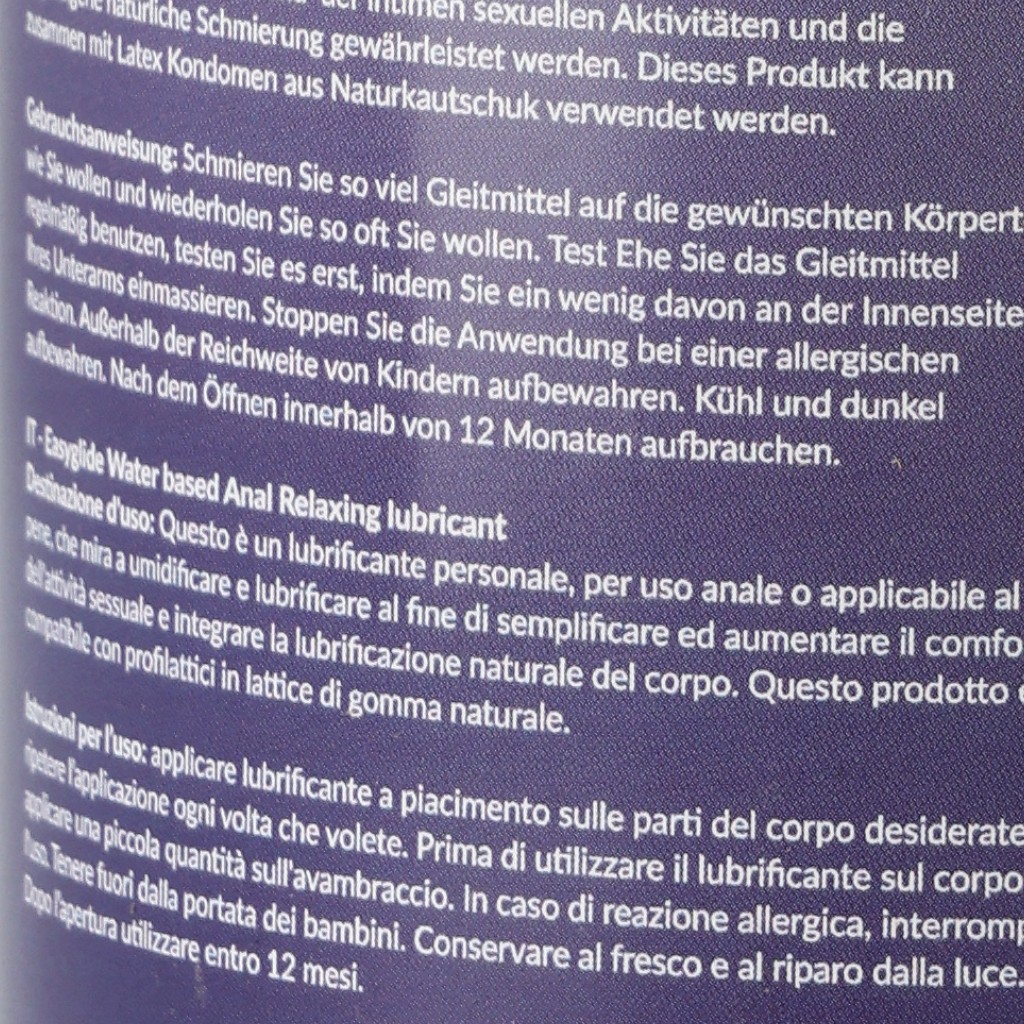 der intimen sexuellen Aktivitäten und die
natürliche Schmierung gewährleistet werden. Dieses Produkt kann
zusammen mit Latex Kondomen aus Naturkautschuk verwendet werden.
Gebrauchsanweisung: Schmieren Sie so viel Gleitmittel auf die gewünschten Körpert
wie Sie wollen und wiederholen Sie so oft Sie wollen. Test Ehe Sie das Gleitmittel
regelmäßig benutzen, testen Sie es erst, indem Sie ein wenig davon an der Innenseite
Ihres Unterarms einmassieren. Stoppen Sie die Anwendung bei einer allergischen
Reaktion. Außerhalb der Reichweite von Kindern aufbewahren. Kühl und dunkel
aufbewahren. Nach dem Öffnen innerhalb von 12 Monaten aufbrauchen.
IT - Easyglide Water based Anal Relaxing lubricant
Destinazione d'uso: Questo è un lubrificante personale, per uso anale o applicabile al
pene, che mira a umidificare e lubrificare al fine di semplificare ed aumentare il comfo
dell'attività sessuale e integrare la lubrificazione naturale del corpo. Questo prodotto
compatibile con profilattici in lattice di gomma naturale.
Istruzioni per l'uso: applicare lubrificante a piacimento sulle parti del corpo desiderate
ripetere l'applicazione ogni volta che volete. Prima di utilizzare il lubrificante sul corpo
applicare una piccola quantità sull'avambraccio. In caso di reazione allergica, interromp
l'uso. Tenere fuori dalla portata dei bambini. Conservare al fresco e al riparo dalla luce.
Dopo l'apertura utilizzare entro 12 mesi.